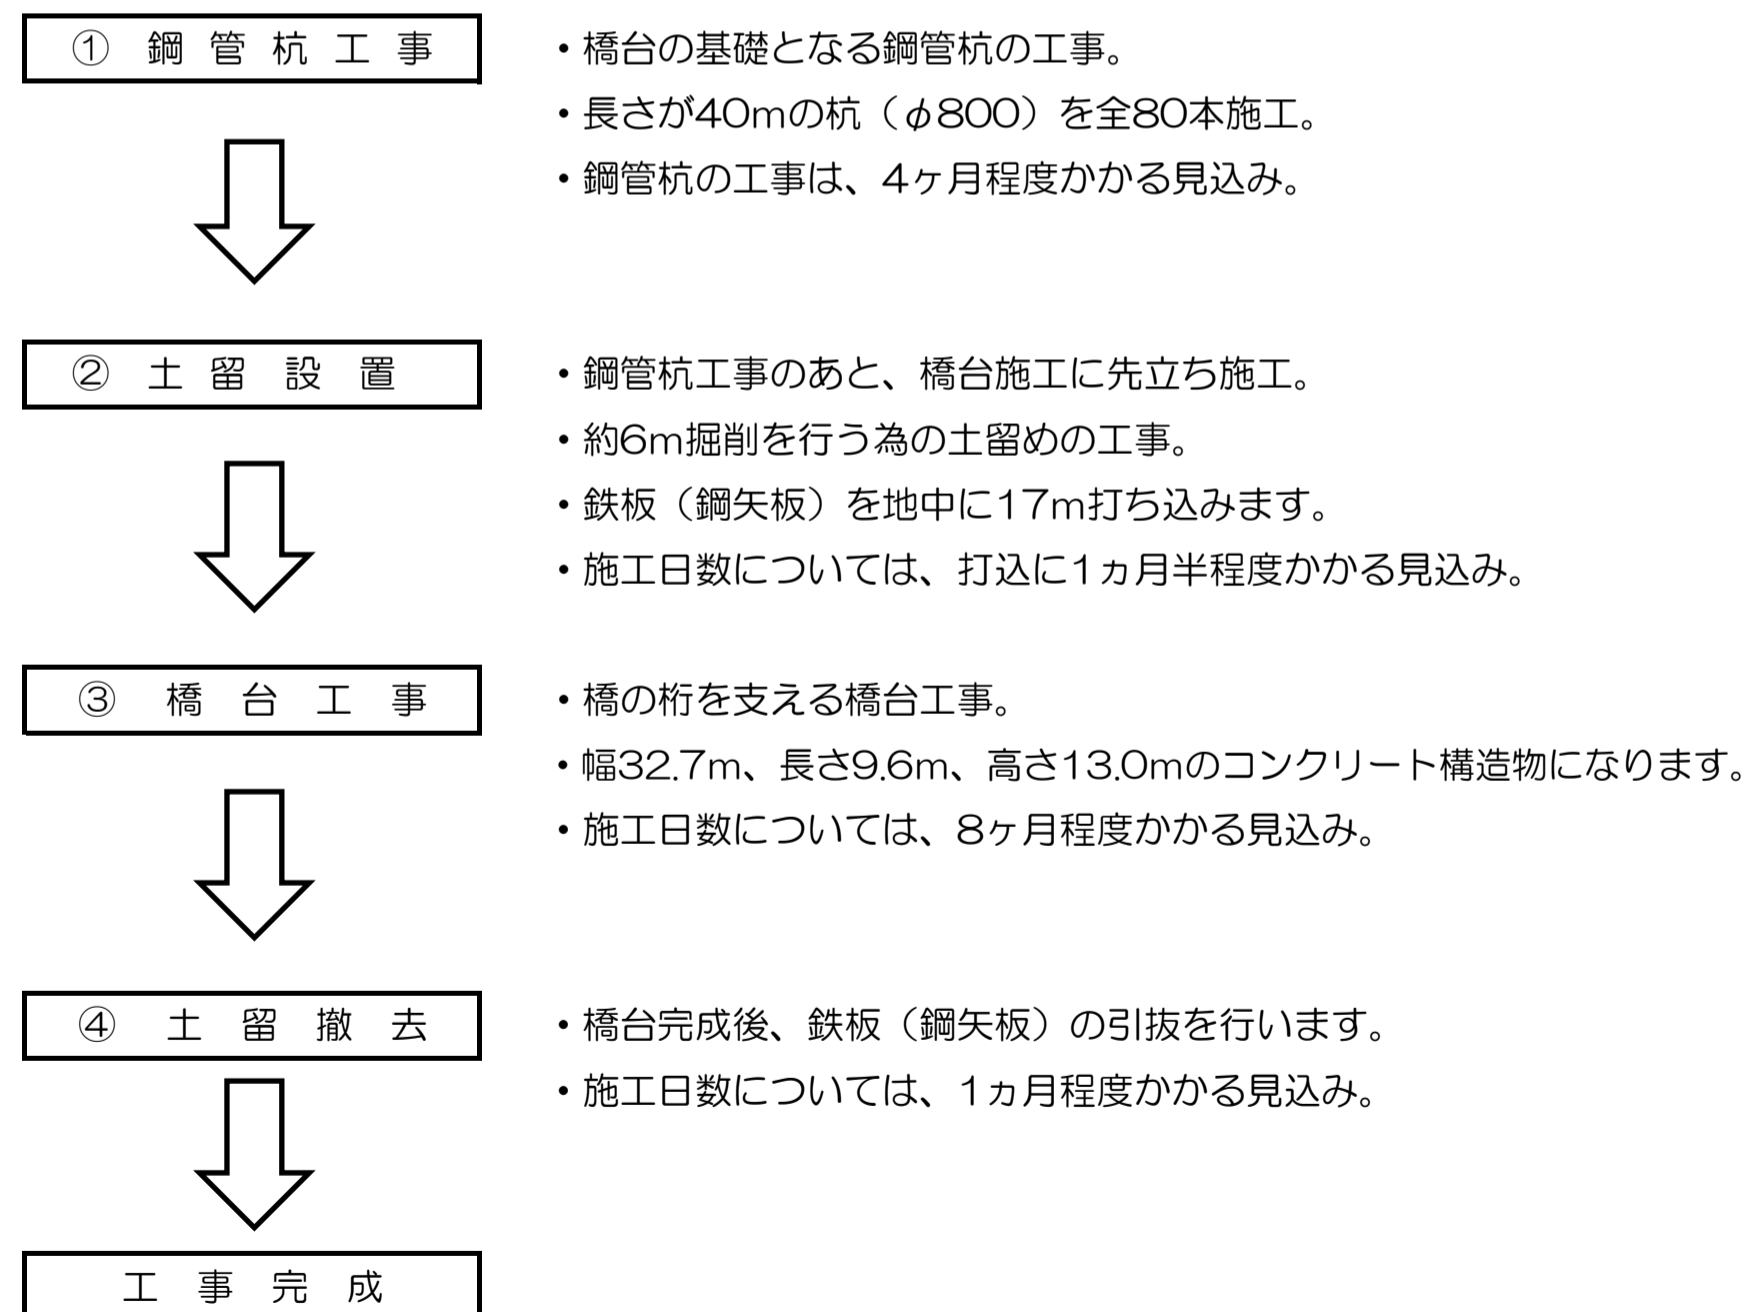 ① 鋼管杭工事
・橋台の基礎となる鋼管杭の工事。
・長さが40mの杭（φ800）を全80本施工。
・鋼管杭の工事は、4ヶ月程度かかる見込み。
② 土留設置
・鋼管杭工事のあと、橋台施工に先立ち施工。
・約6m掘削を行う為の土留めの工事。
・鉄板（鋼矢板）を地中に17m打ち込みます。
・施工日数については、打込に1ヵ月半程度かかる見込み。
③ 橋台工事
・橋の桁を支える橋台工事。
・幅32.7m、長さ9.6m、高さ13.0mのコンクリート構造物になります。
・施工日数については、8ヶ月程度かかる見込み。
④ 土留撤去
・橋台完成後、鉄板（鋼矢板）の引抜を行います。
・施工日数については、1ヵ月程度かかる見込み。
工事完成